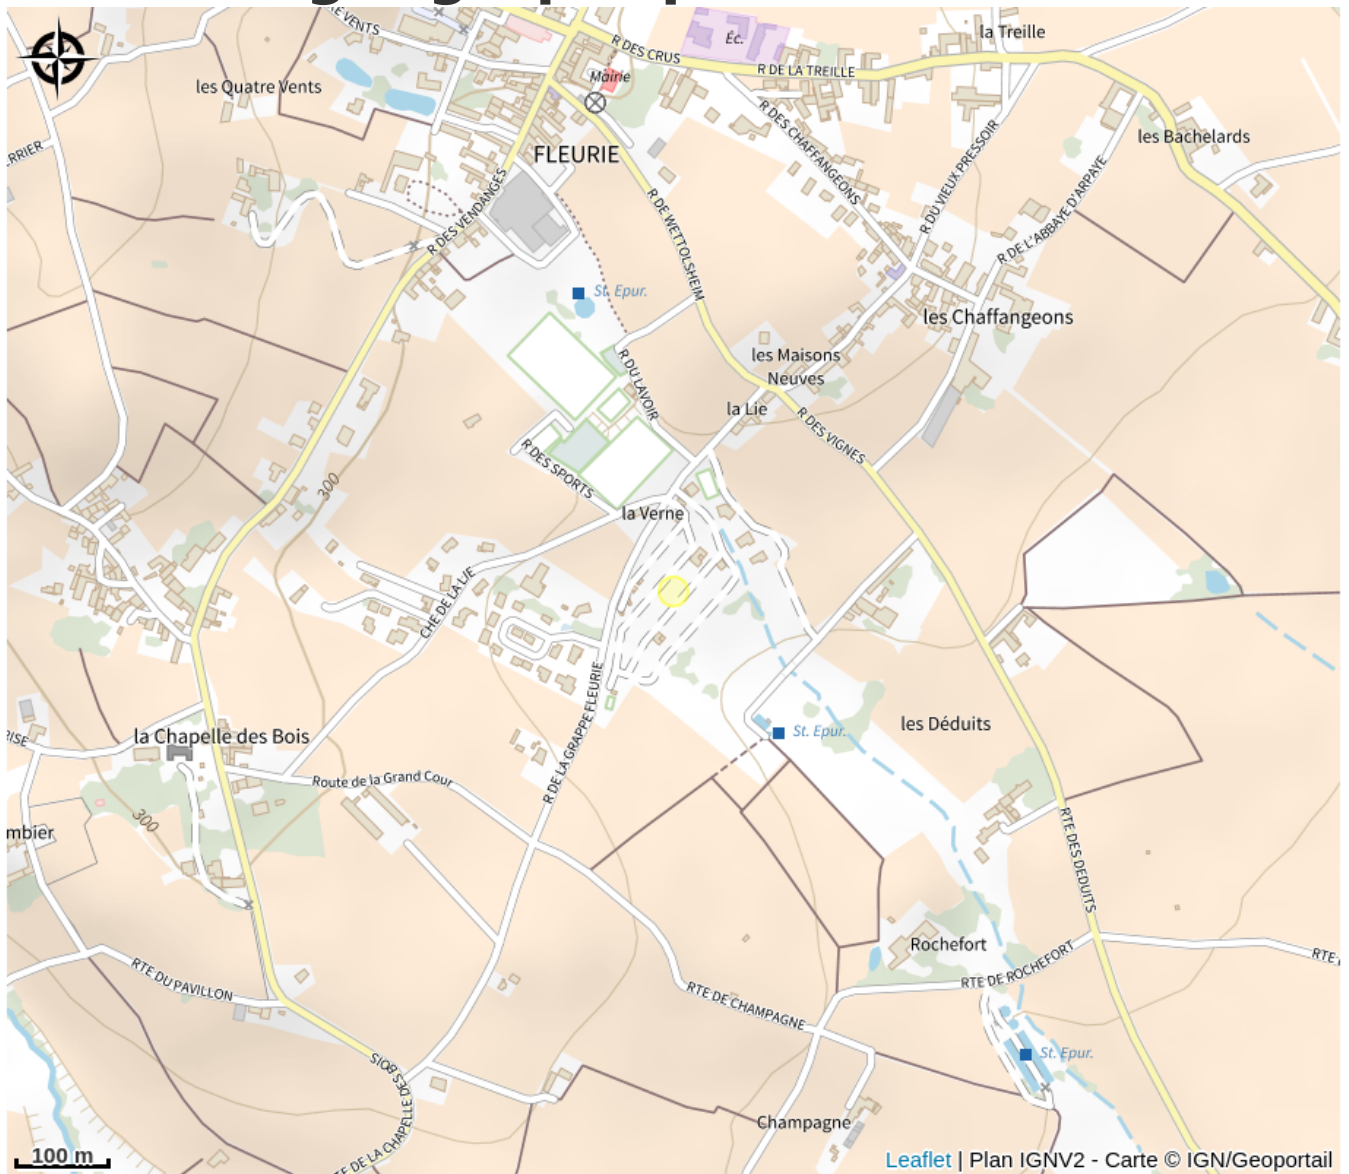 la Treille
Éc.
R DES CRUS
R DE LA TREILLE
VENTS
Mairie
les Quatre Vents
R DES CHAFFANGEONS
R DU VIEUX PRESSOIR
les Bachelards
RRIER
FLEURIE
R DES VENDANGES
R DE WETTOLSHEIM
R DE L'ABBAYE D'ARPAYE
St. Epur.
les Chaffangeons
les Maisons
Neuves
R DU LAVOIR
la Lie
R DES VIGNES
R DES SPORTS
300
la Verne
CHE DE LA LIE
R DE LA GRAPPE FLEURIE
la Chapelle des Bois
RISE
les Déduits
St. Epur.
Route de la Grand Cour
300
mbier
RTE DES DEDUITS
Rochefort
RTE DE ROCHEFORT
RTE
RTE DU PAVILLON
RTE DE CHAMPAGNE
St. Epur.
TE DE LA CHAPELLE DES BOIS
Champagne
100 m
Leaflet | Plan IGNV2 - Carte © IGN/Geoportail